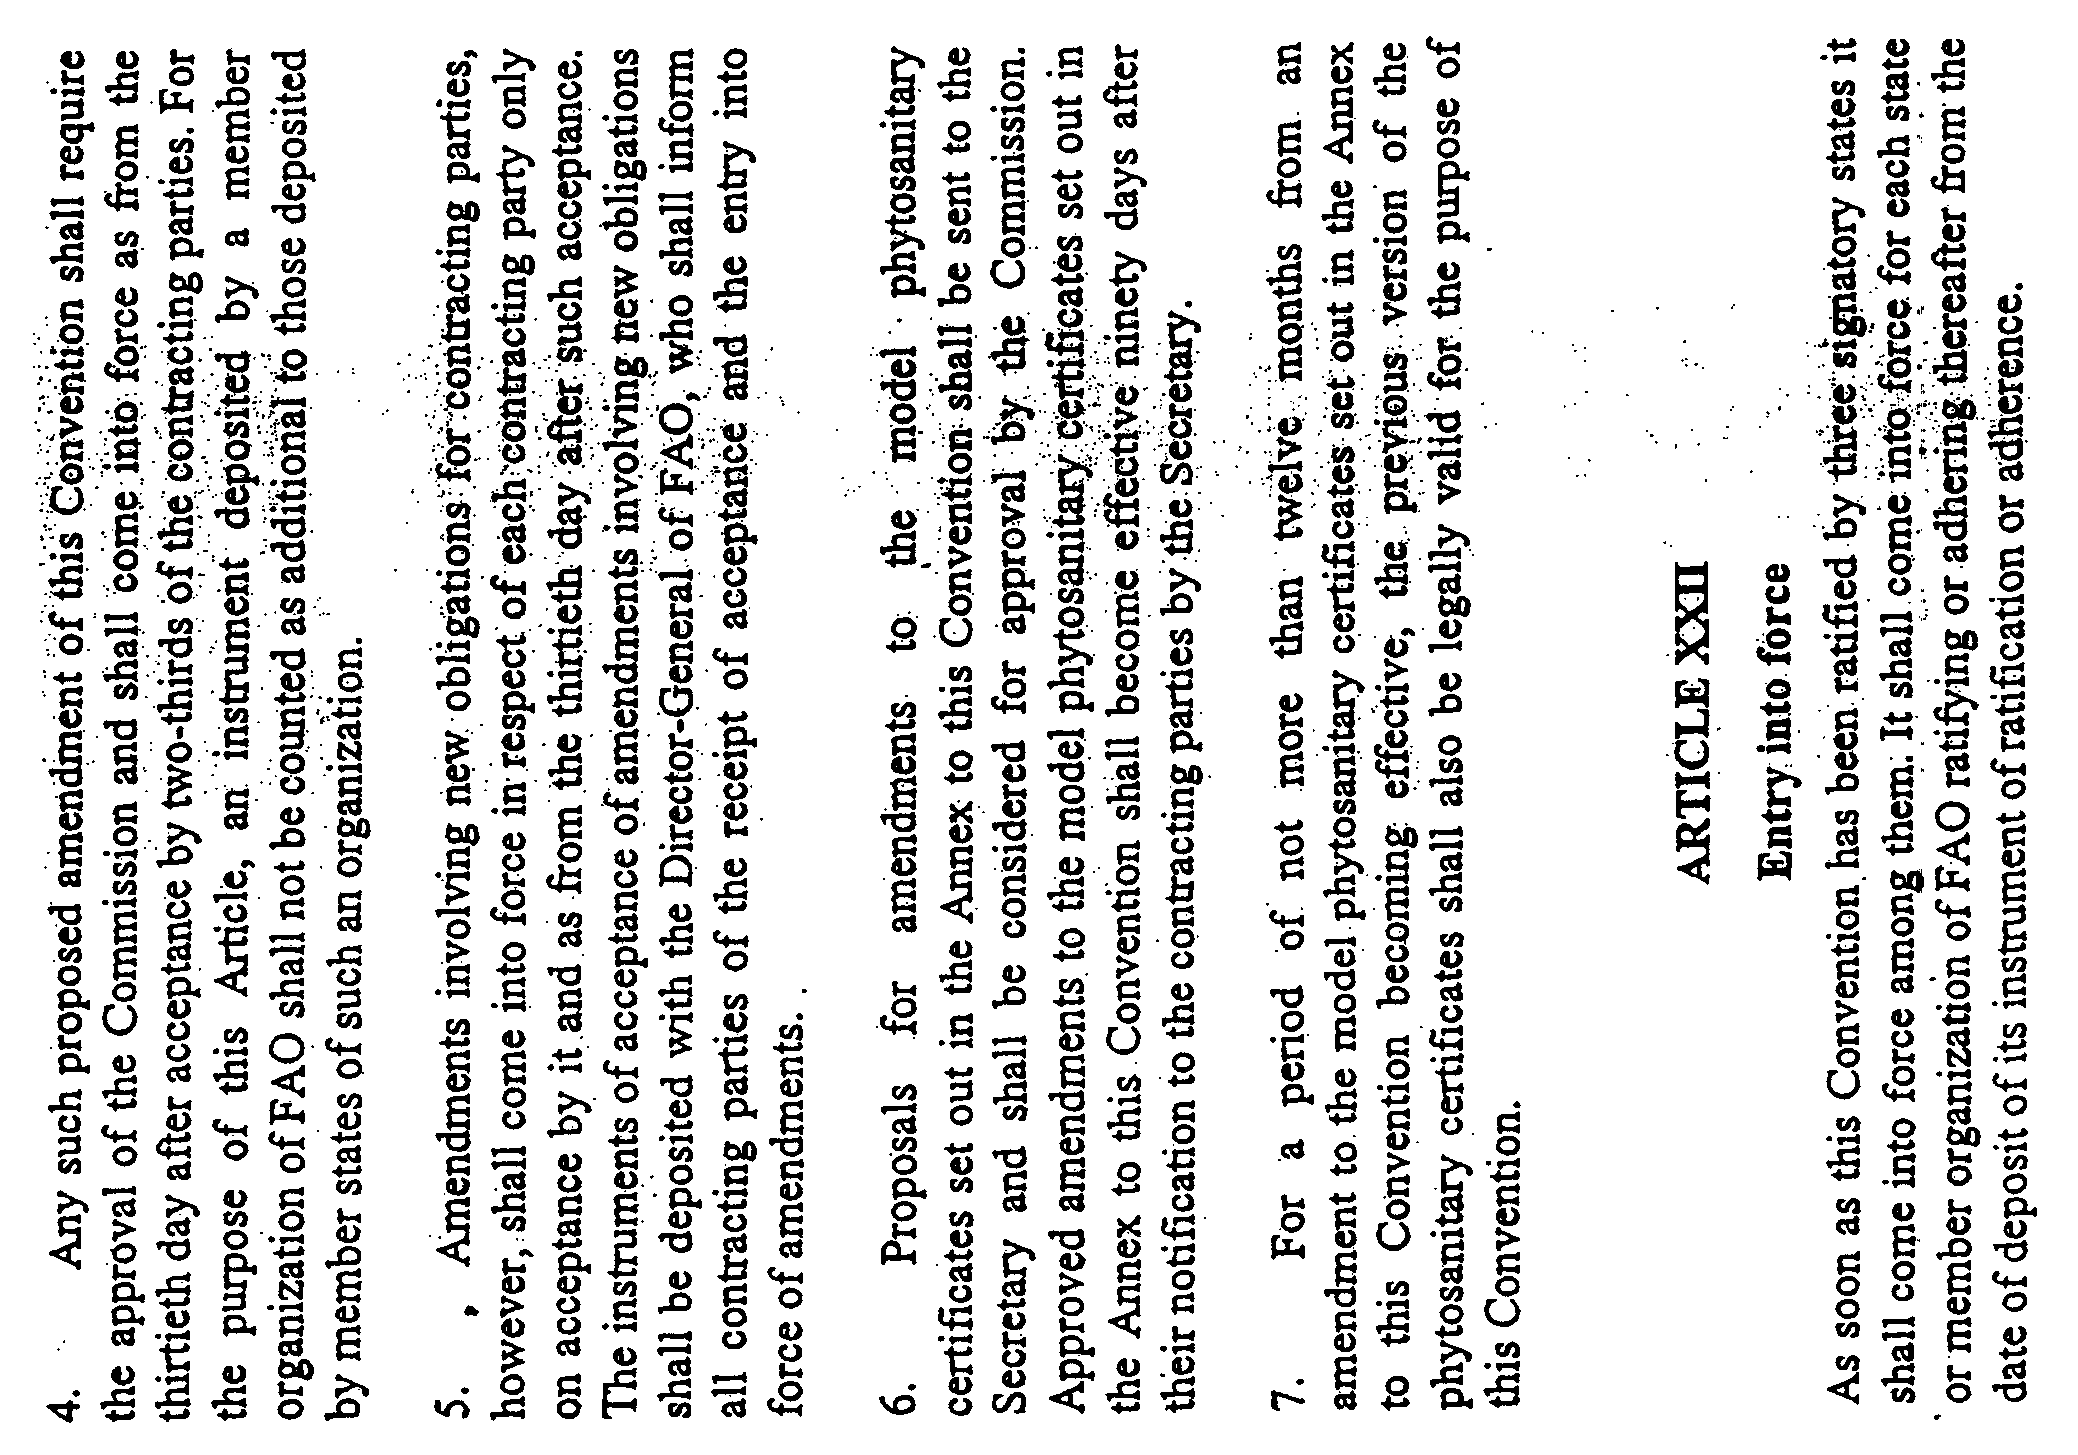 4. Any such proposed amendment of this Convention shall require
the approval of the Commission and shall come into force as from the
thirtieth day after acceptance by two-thirds of the contracting parties. For
the purpose of this Article, an instrument deposited by a member
organization of FAO shall not be counted as additional to those deposited
by member states of such an organization.
5. Amendments involving new obligations for contracting parties,
however, shall come into force in respect of each contracting party only
on acceptance by it and as from the thirtieth day after such acceptance.
The instruments of acceptance of amendments involving new obligations
shall be deposited with the Director-General of FAO, who shall inform
all contracting parties of the receipt of acceptance and the entry into
force of amendments.
6. Proposals for amendments to the model phytosanitary
certificates set out in the Annex to this Convention shall be sent to the
Secretary and shall be considered for approval by the Commission.
Approved amendments to the model phytosanitary certificates set out in
the Annex to this Convention shall become effective ninety days after
their notification to the contracting parties by the Secretary.
7. For a period of not more than twelve months from an
amendment to the model phytosanitary certificates set out in the Annex
to this Convention becoming effective, the previous version of the
phytosanitary certificates shall also be legally valid for the purpose of
this Convention.
ARTICLE XXII
Entry into force
As soon as this Convention has been ratified by three signatory states it
shall come into force among them. It shall come into force for each state
or member organization of FAO ratifying or adhering thereafter from the
date of deposit of its instrument of ratification or adherence.